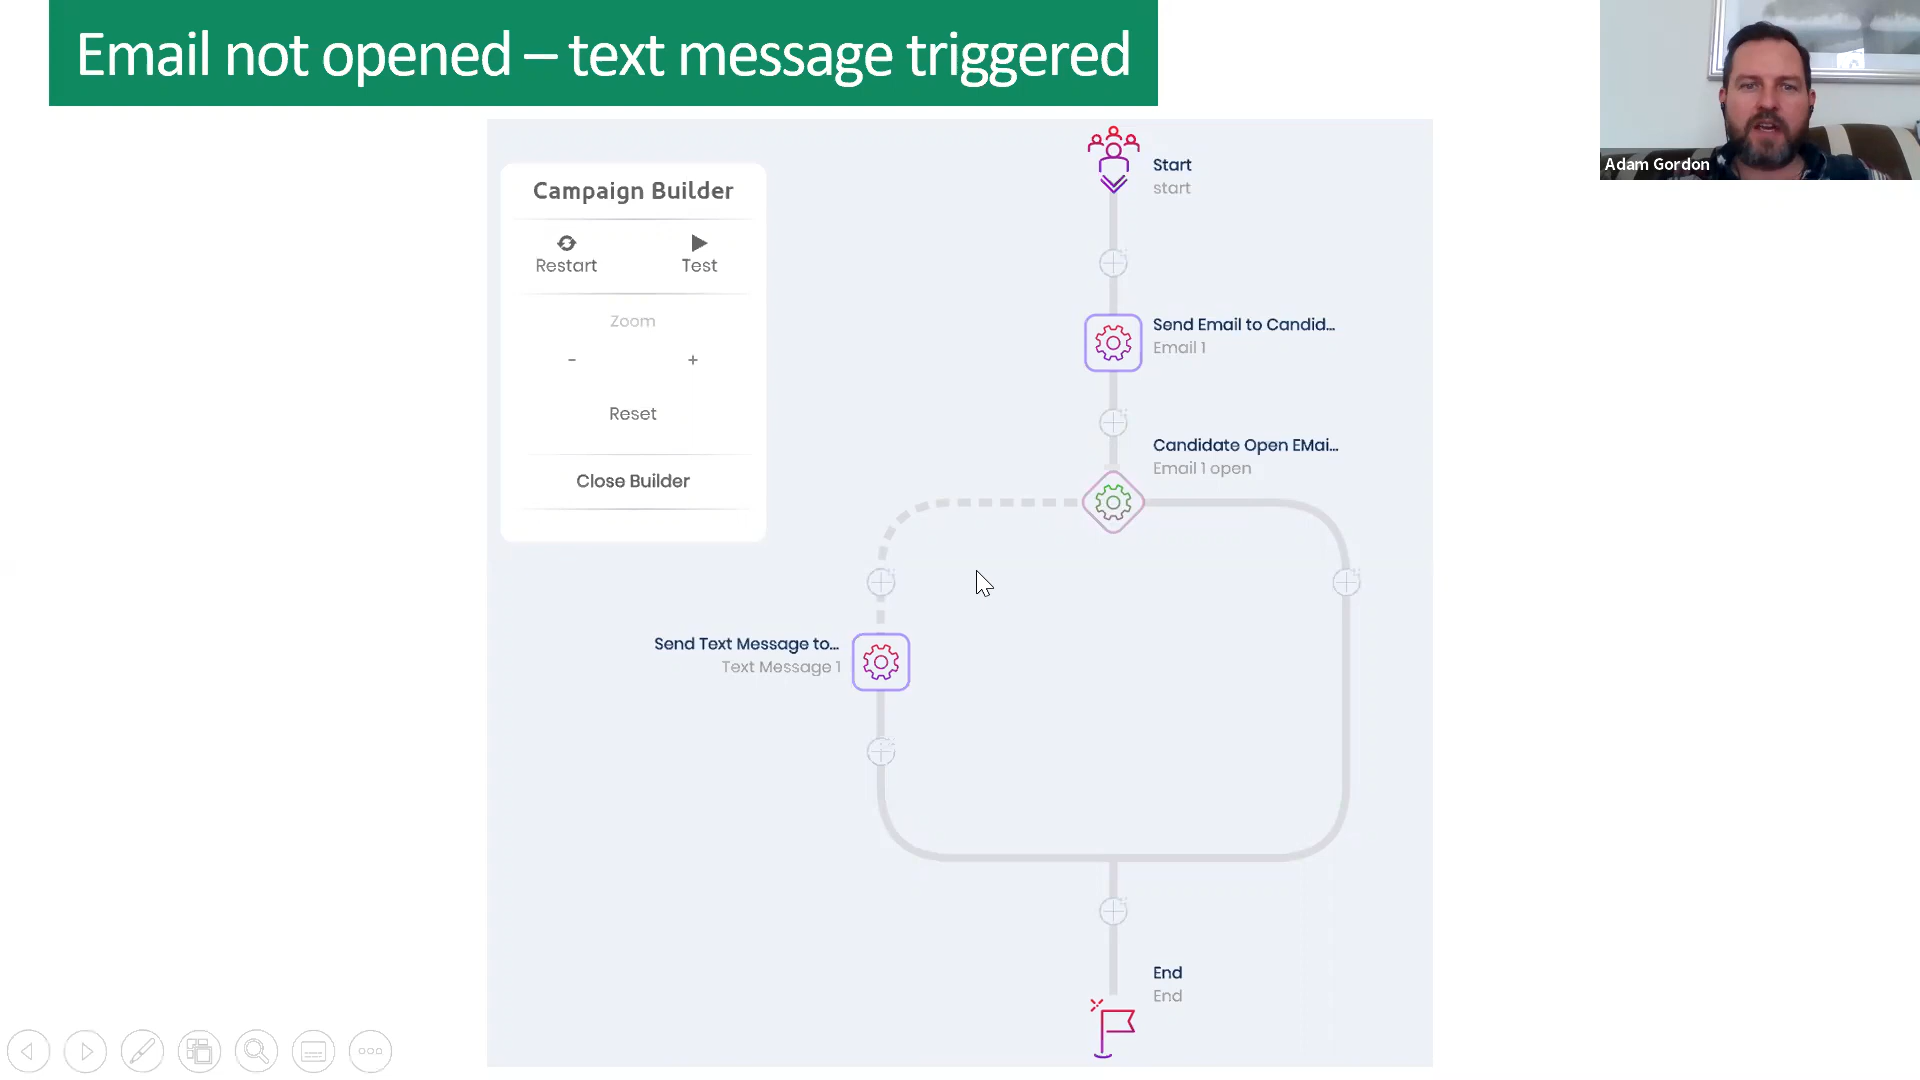 Email not opened – text message triggered
Adam Gordon
Campaign Builder
Restart
Test
Zoom
-
+
Reset
Close Builder
Start
start
Send Email to Candid...
Email 1
Candidate Open EMai...
Email 1 open
Send Text Message to...
Text Message 1
End
End